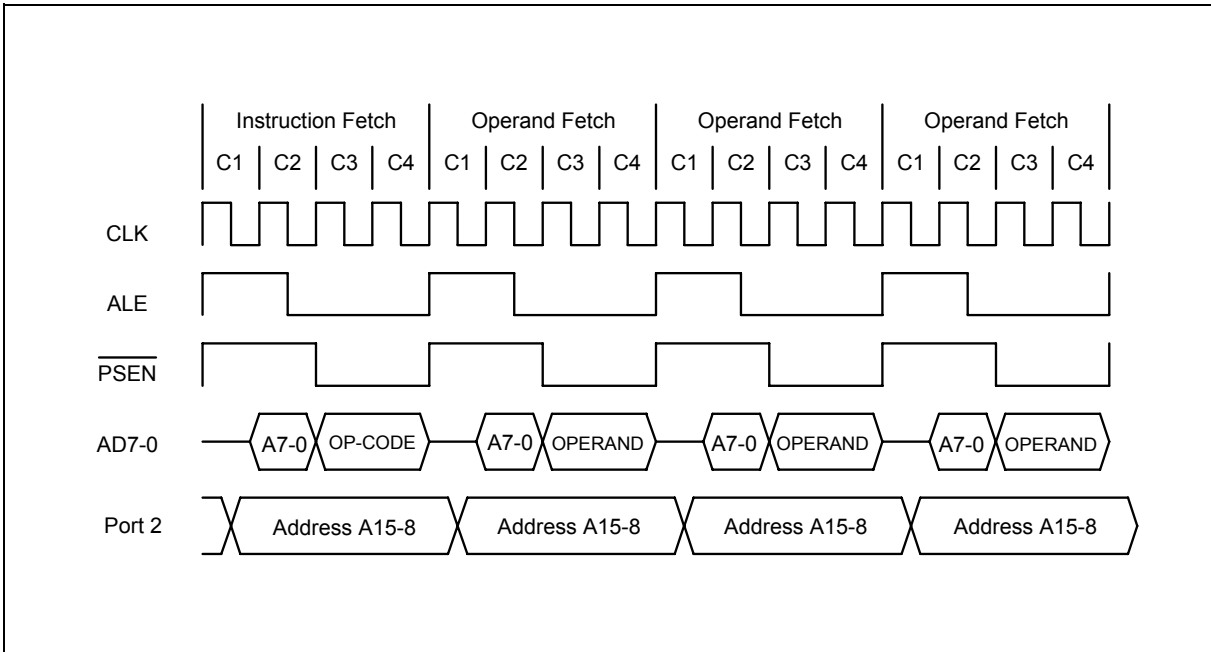 Instruction Fetch Operand Fetch Operand Fetch Operand Fetch
C1 C2 C3 C4 C1 C2 C3 C4 C1 C2 C3 C4 C1 C2 C3 C4
CLK
ALE
PSEN
AD7-0 A7-0 OP-CODE A7-0 OPERAND A7-0 OPERAND A7-0 OPERAND
Port 2 Address A15-8 Address A15-8 Address A15-8 Address A15-8